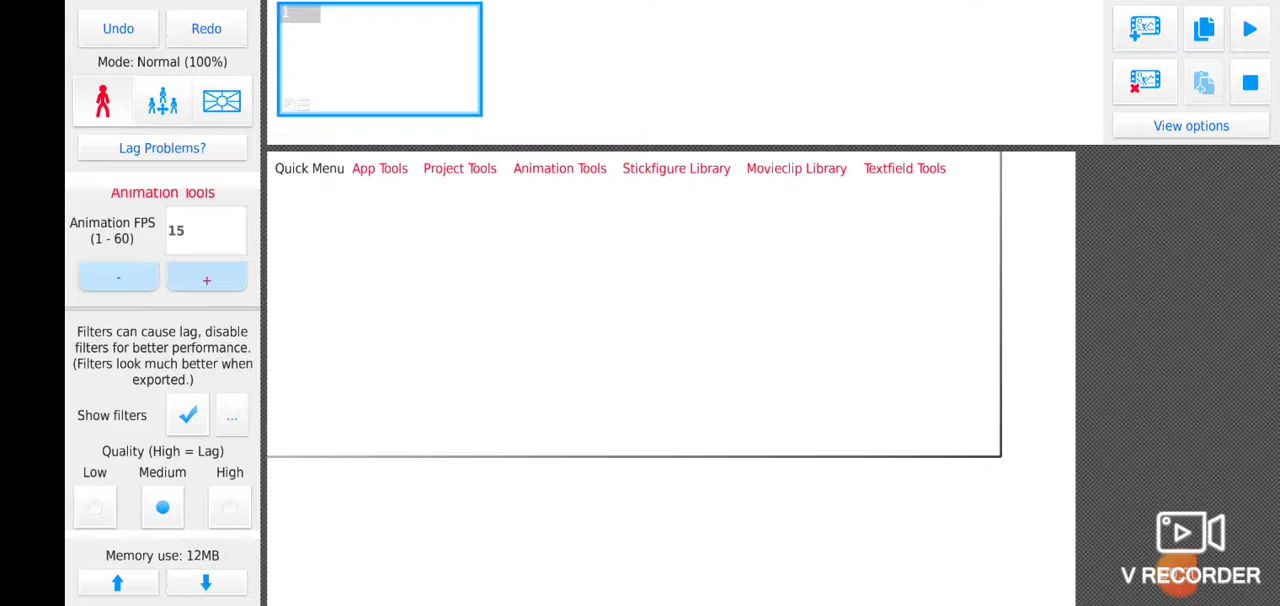 Undo
Redo
Mode: Normal (100%)
Lag Problems?
Animation Tools
Animation FPS
(1 - 60)
15
-
+
Filters can cause lag, disable
filters for better performance.
(Filters look much better when
exported.)
Show filters
...
Quality (High = Lag)
Low
Medium
High
Memory use: 12MB
1
View options
Quick Menu App Tools Project Tools Animation Tools Stickfigure Library Movieclip Library Textfield Tools
V RECORDER